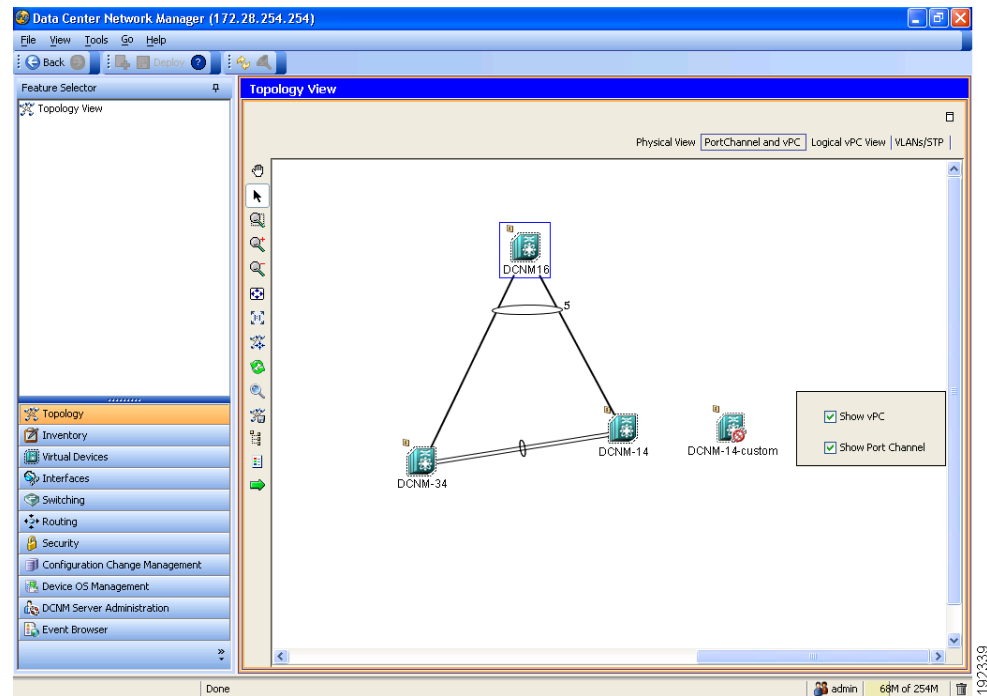 Data Center Network Manager (172.28.254.254)
File View Tools Go Help
Back Deploy ?
Feature Selector
Topology View
Topology View
Physical View PortChannel and vPC Logical vPC View VLANs/STP
DCNM16
5
DCNM-34
DCNM-14
DCNM-14-custom
Show vPC
Show Port Channel
Topology
Inventory
Virtual Devices
Interfaces
Switching
Routing
Security
Configuration Change Management
Device OS Management
DCNM Server Administration
Event Browser
Done
admin 68M of 254M
192339